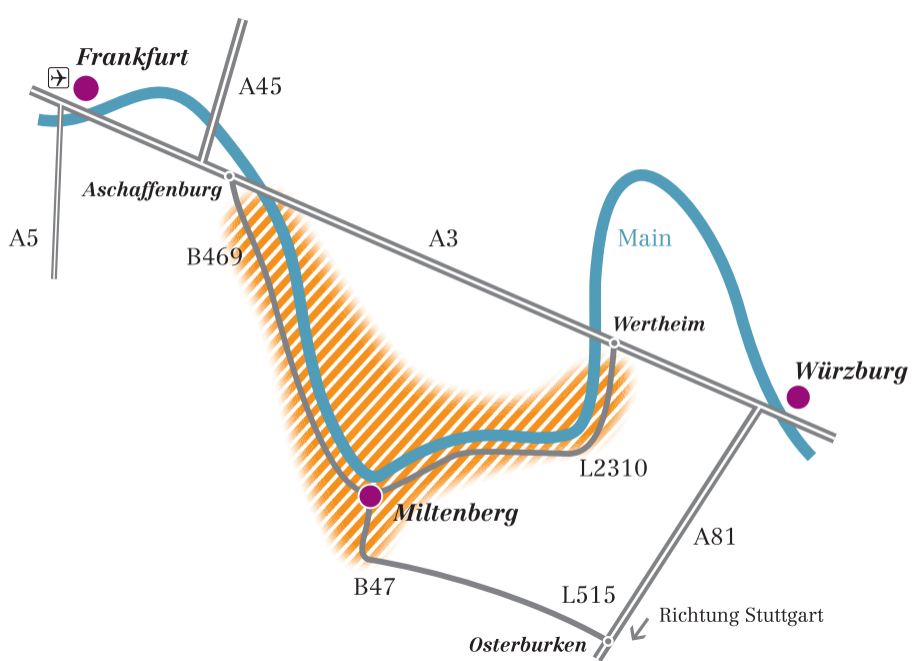 Frankfurt
A45
Aschaffenburg
A5
B469
A3
Main
Wertheim
Würzburg
L2310
Miltenberg
A81
B47
L515
Richtung Stuttgart
Osterburken